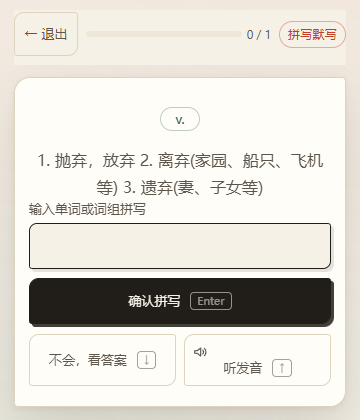 ← 退出
0 / 1
拼写默写
v.
1. 抛弃，放弃 2. 离弃(家园、船只、飞机
等) 3. 遗弃(妻、子女等)
输入单词或词组拼写
确认拼写 Enter
不会，看答案 ↓
听发音 ↑